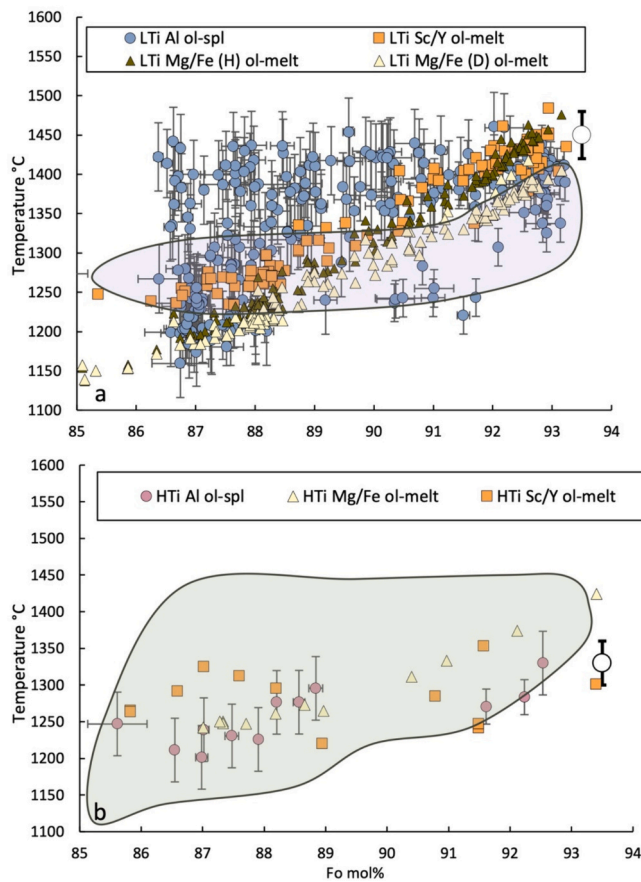 1600
LTi Al ol-spl
LTi Sc/Y ol-melt
LTi Mg/Fe (H) ol-melt
LTi Mg/Fe (D) ol-melt
1550
1500
1450
1400
1350
1300
1250
1200
1150
1100
Temperature °C
a
85 86 87 88 89 90 91 92 93 94
1600
HTi Al ol-spl
HTi Mg/Fe ol-melt
HTi Sc/Y ol-melt
1550
1500
1450
1400
1350
1300
1250
1200
1150
1100
Temperature °C
b
85 86 87 88 89 90 91 92 93 94
Fo mol%